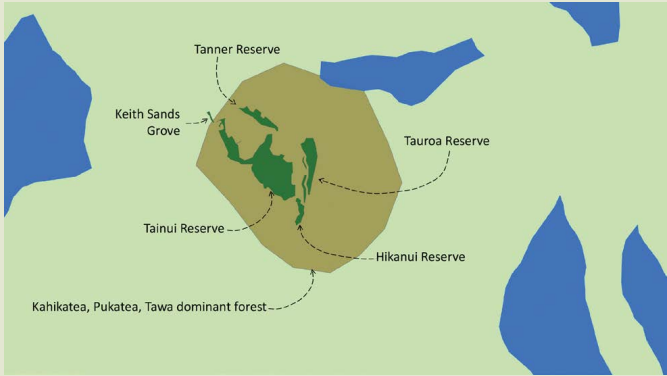 Tanner Reserve
Keith Sands
Grove
Tauroa Reserve
Tainui Reserve
Hikanui Reserve
Kahikatea, Pukatea, Tawa dominant forest